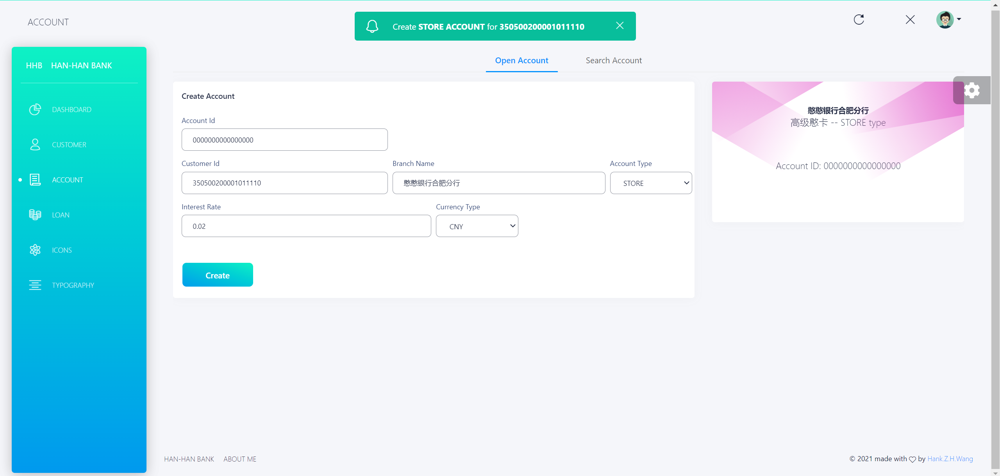 ACCOUNT
Create STORE ACCOUNT for 350500200001011110
HHB HAN-HAN BANK
DASHBOARD
CUSTOMER
ACCOUNT
LOAN
ICONS
TYPOGRAPHY
Open Account
Search Account
Create Account
Account Id
0000000000000000
Customer Id
Branch Name
Account Type
350500200001011110
憨憨银行合肥分行
STORE
Interest Rate
Currency Type
0.02
CNY
Create
憨憨银行合肥分行
高级憨卡 -- STORE type
Account ID: 0000000000000000
HAN-HAN BANK
ABOUT ME
© 2021 made with by Hank.Z.H.Wang